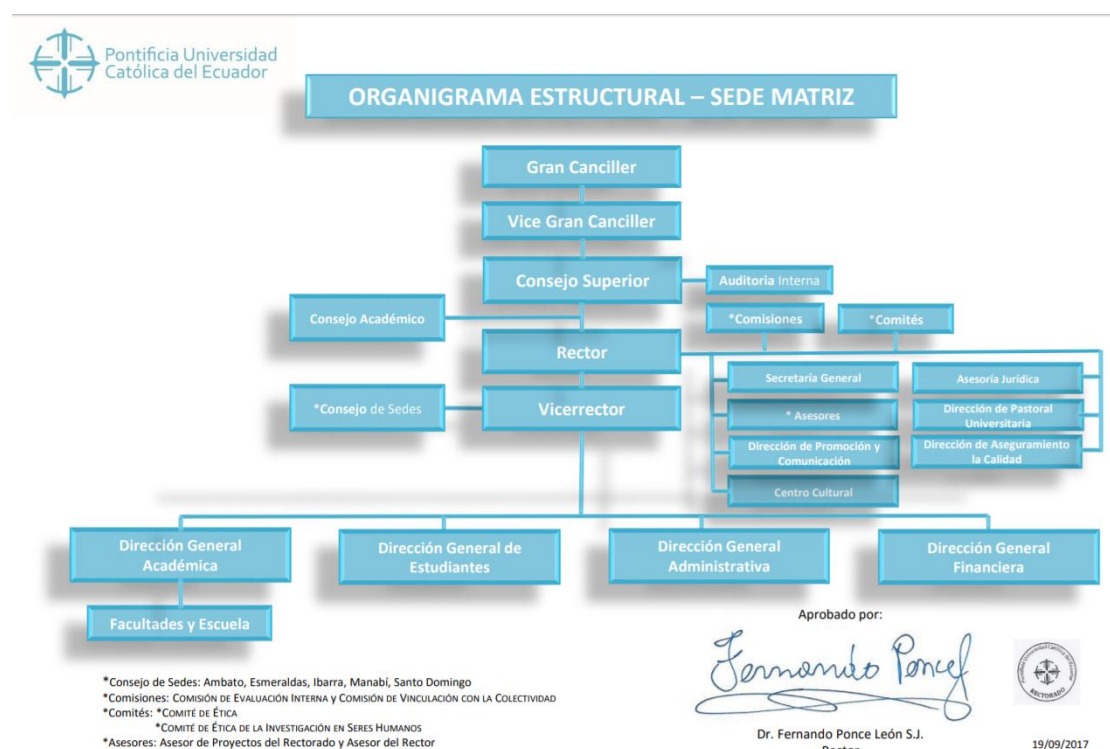 Pontificia Universidad
Católica del Ecuador
ORGANIGRAMA ESTRUCTURAL – SEDE MATRIZ
Gran Canciller
Vice Gran Canciller
Consejo Superior
Auditoria Interna
Consejo Académico
*Comisiones
*Comités
Rector
Secretaría General
Asesoría Jurídica
*Consejo de Sedes
Vicerrector
* Asesores
Dirección de Pastoral
Universitaria
Dirección de Promoción y
Comunicación
Dirección de Aseguramiento
la Calidad
Centro Cultural
Dirección General
Académica
Dirección General de
Estudiantes
Dirección General
Administrativa
Dirección General
Financiera
Facultades y Escuela
Aprobado por:
Fernando Ponce
RECTORADO
*Consejo de Sedes: Ambato, Esmeraldas, Ibarra, Manabí, Santo Domingo
*Comisiones: COMISIÓN DE EVALUACIÓN INTERNA Y COMISIÓN DE VINCULACIÓN CON LA COLECTIVIDAD
*Comités: *COMITÉ DE ÉTICA
*COMITÉ DE ÉTICA DE LA INVESTIGACIÓN EN SERES HUMANOS
*Asesores: Asesor de Proyectos del Rectorado y Asesor del Rector
Dr. Fernando Ponce León S.J.
Rector
19/09/2017